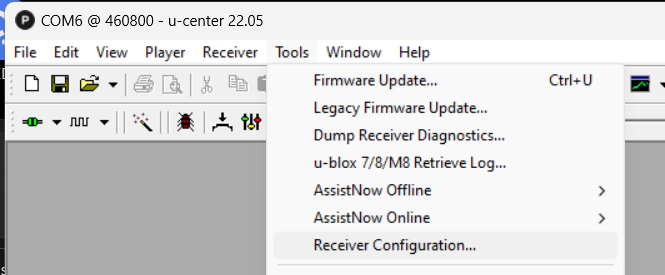 COM6 @ 460800 - u-center 22.05
File Edit View Player Receiver Tools Window Help
Firmware Update... Ctrl+U
Legacy Firmware Update...
Dump Receiver Diagnostics...
u-blox 7/8/M8 Retrieve Log...
AssistNow Offline
AssistNow Online
Receiver Configuration...